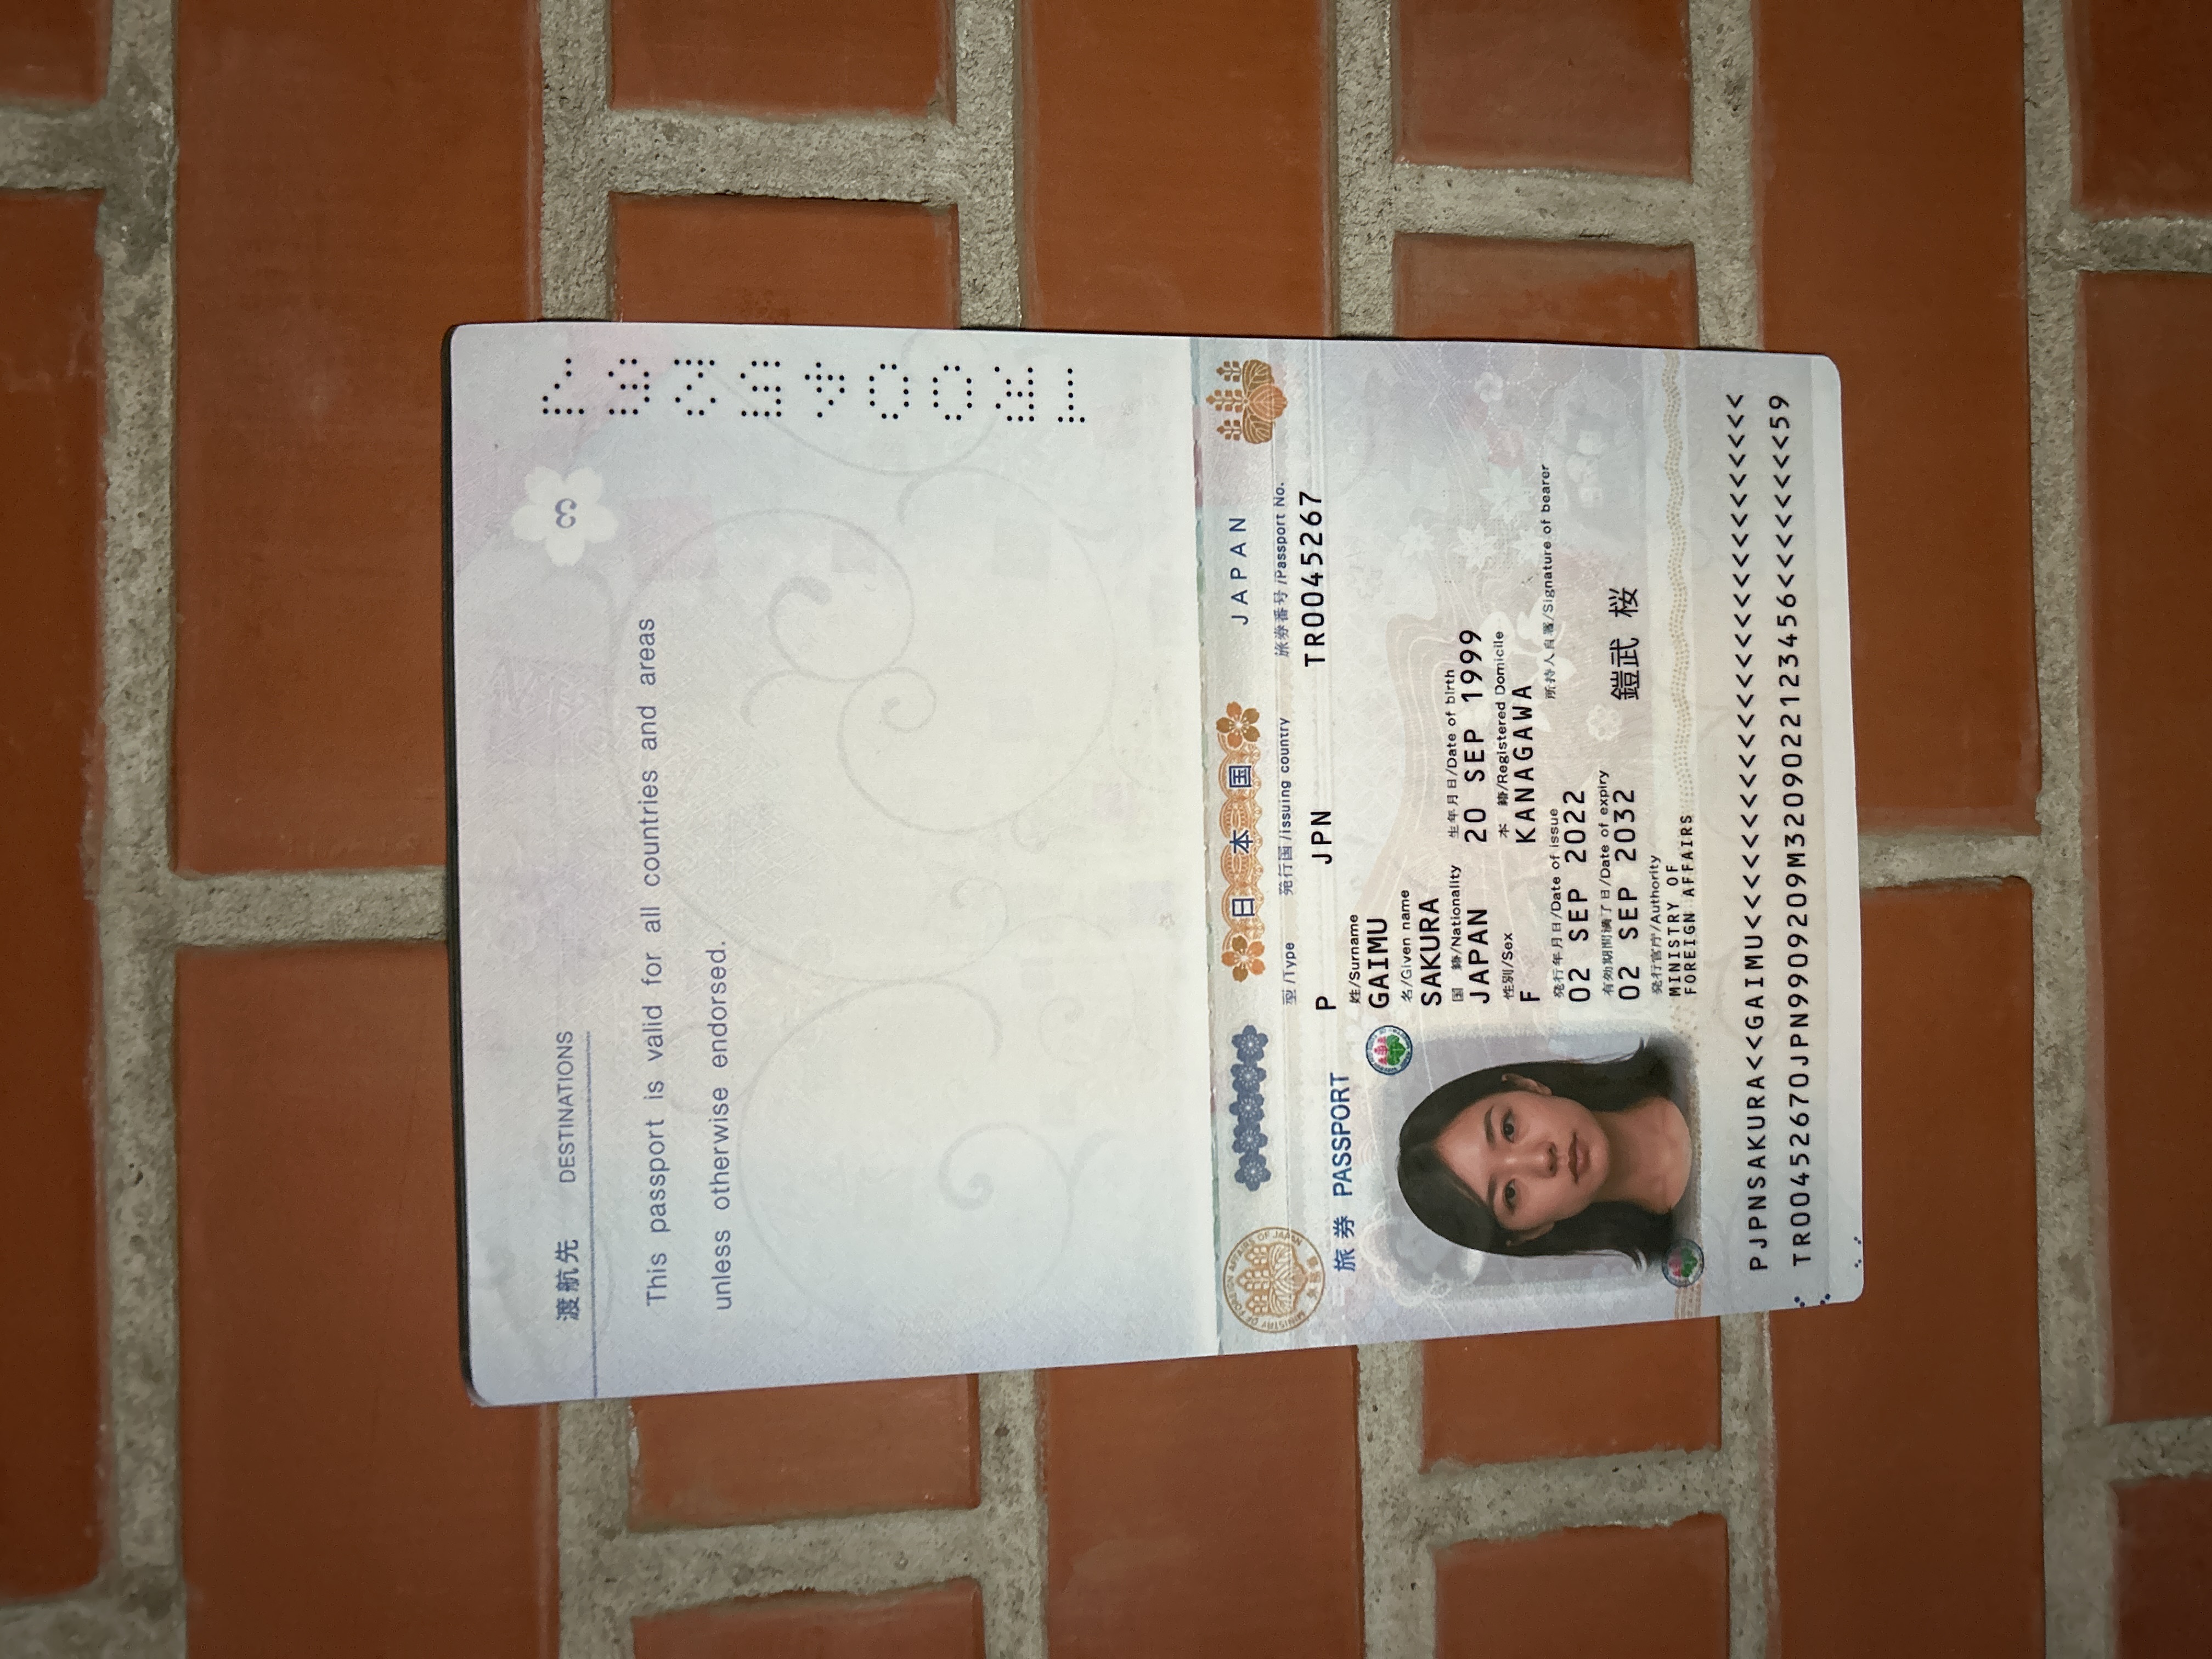 渡航先 DESTINATIONS
3
This passport is valid for all countries and areas
unless otherwise endorsed.
TR0045267
MINISTRY OF FOREIGN AFFAIRS OF JAPAN
日本国 JAPAN
型/Type 発行国/Issuing country 旅券番号/Passport No.
P JPN TR0045267
旅券 PASSPORT
姓/Surname
GAIMU
名/Given name
SAKURA
国 籍/Nationality 生年月日/Date of birth
JAPAN 20 SEP 1999
性別/Sex 本 籍/Registered Domicile
F KANAGAWA
発行年月日/Date of issue 所持人自署/Signature of bearer
02 SEP 2022
有効期間満了日/Date of expiry
02 SEP 2032 鎧武 桜
発行官庁/Authority
MINISTRY OF
FOREIGN AFFAIRS
PJPNSAKURA<<GAIMU<<<<<<<<<<<<<<<<<<<<<<<<<<<
TR00452670JPN9909209M3209022123456<<<<<<<<59